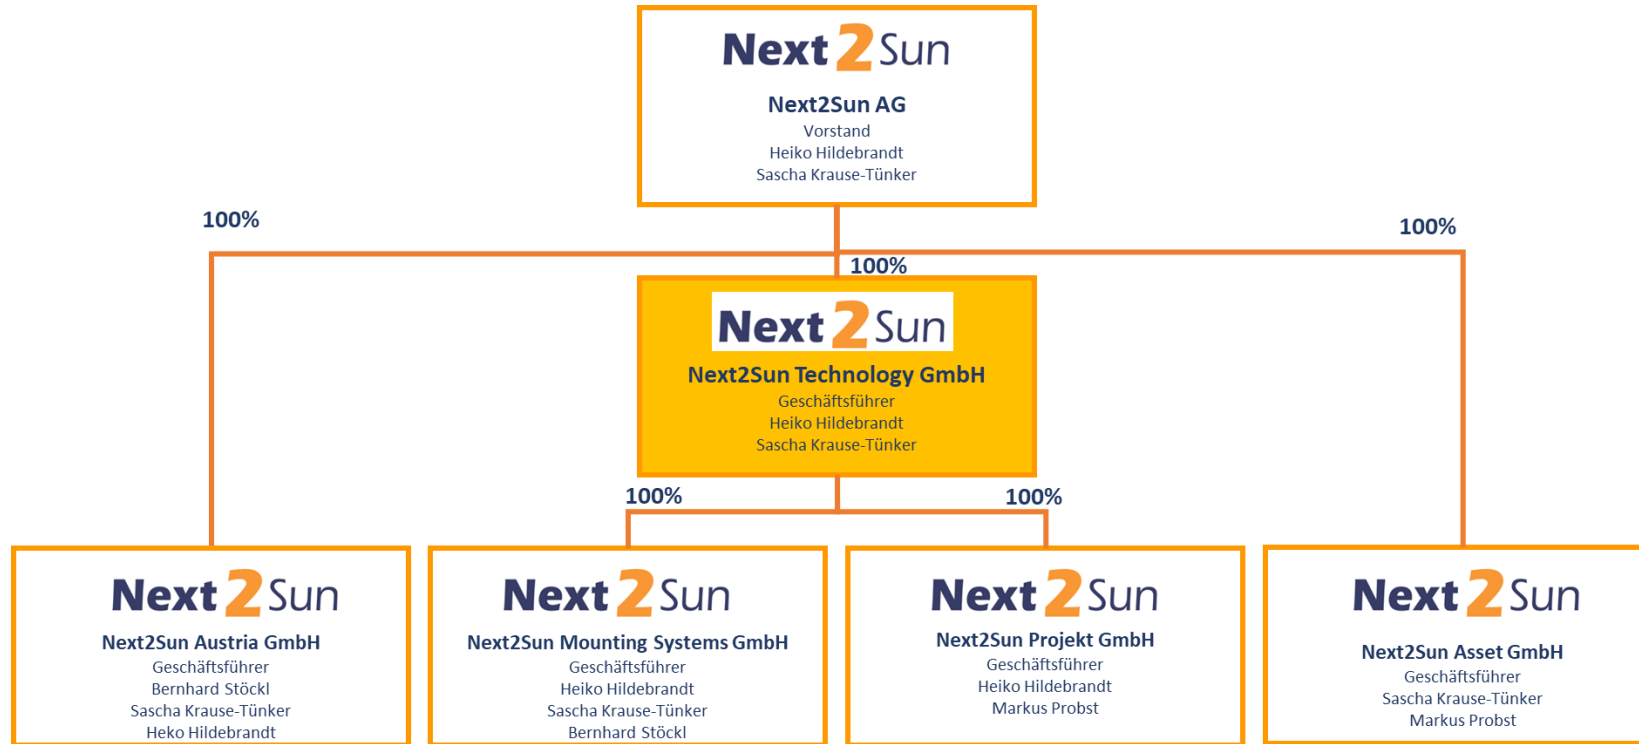 Next2Sun
Next2Sun AG
Vorstand
Heiko Hildebrandt
Sascha Krause-Tünker
100%
100%
100%
Next2Sun
Next2Sun Technology GmbH
Geschäftsführer
Heiko Hildebrandt
Sascha Krause-Tünker
100%
100%
Next2Sun
Next2Sun Austria GmbH
Geschäftsführer
Bernhard Stöckl
Sascha Krause-Tünker
Heko Hildebrandt
Next2Sun
Next2Sun Mounting Systems GmbH
Geschäftsführer
Heiko Hildebrandt
Sascha Krause-Tünker
Bernhard Stöckl
Next2Sun
Next2Sun Projekt GmbH
Geschäftsführer
Heiko Hildebrandt
Markus Probst
Next2Sun
Next2Sun Asset GmbH
Geschäftsführer
Sascha Krause-Tünker
Markus Probst